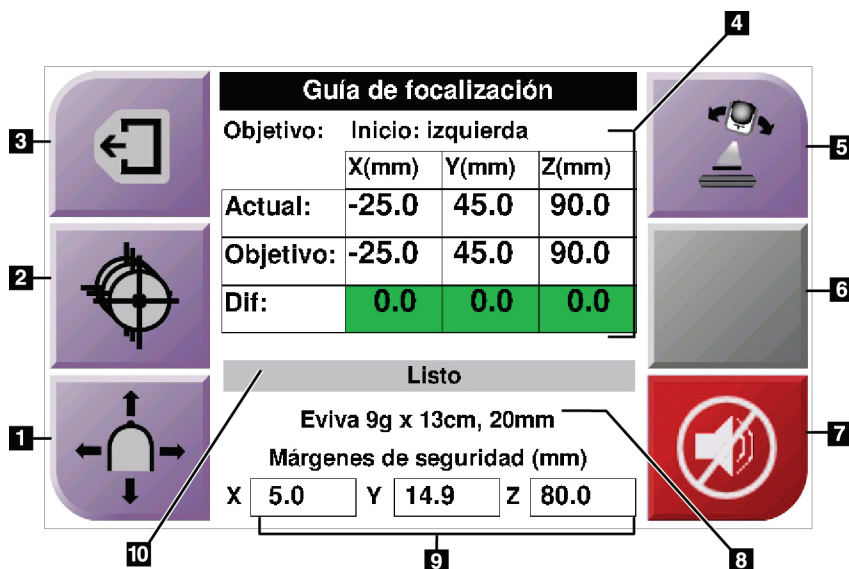 4
Guía de focalización
3
Objetivo: Inicio: izquierda
5
X(mm) Y(mm) Z(mm)
Actual: -25.0 45.0 90.0
Objetivo: -25.0 45.0 90.0
2
6
Dif: 0.0 0.0 0.0
Listo
Eviva 9g x 13cm, 20mm
1
7
Márgenes de seguridad (mm)
X 5.0 Y 14.9 Z 80.0
10
9
8